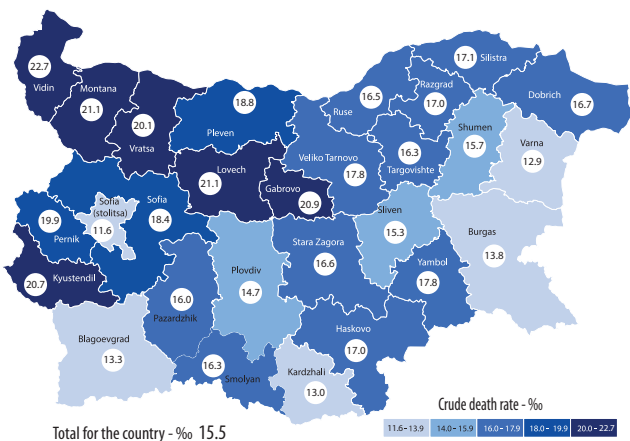 17.1 Silistra
22.7
Vidin
Montana
21.1
20.1
Vratsa
18.8
Pleven
16.5
Ruse
Razgrad
17.0
Dobrich
16.7
Shumen
15.7
Varna
12.9
16.3
Targovishte
Veliko Tarnovo
17.8
Lovech
21.1
Gabrovo
20.9
Sofia
(stolitsa)
11.6
Sofia
18.4
19.9
Pernik
Kyustendil
20.7
Sliven
15.3
Burgas
13.8
Stara Zagora
16.6
Yambol
17.8
Plovdiv
14.7
16.0
Pazardzhik
Haskovo
17.0
Blagoevgrad
13.3
16.3
Smolyan
Kardzhali
13.0
Crude death rate - ‰
11.6 – 13.9 14.0 – 15.9 16.0 – 17.9 18.0 – 19.9 20.0 – 22.7
Total for the country - ‰ 15.5